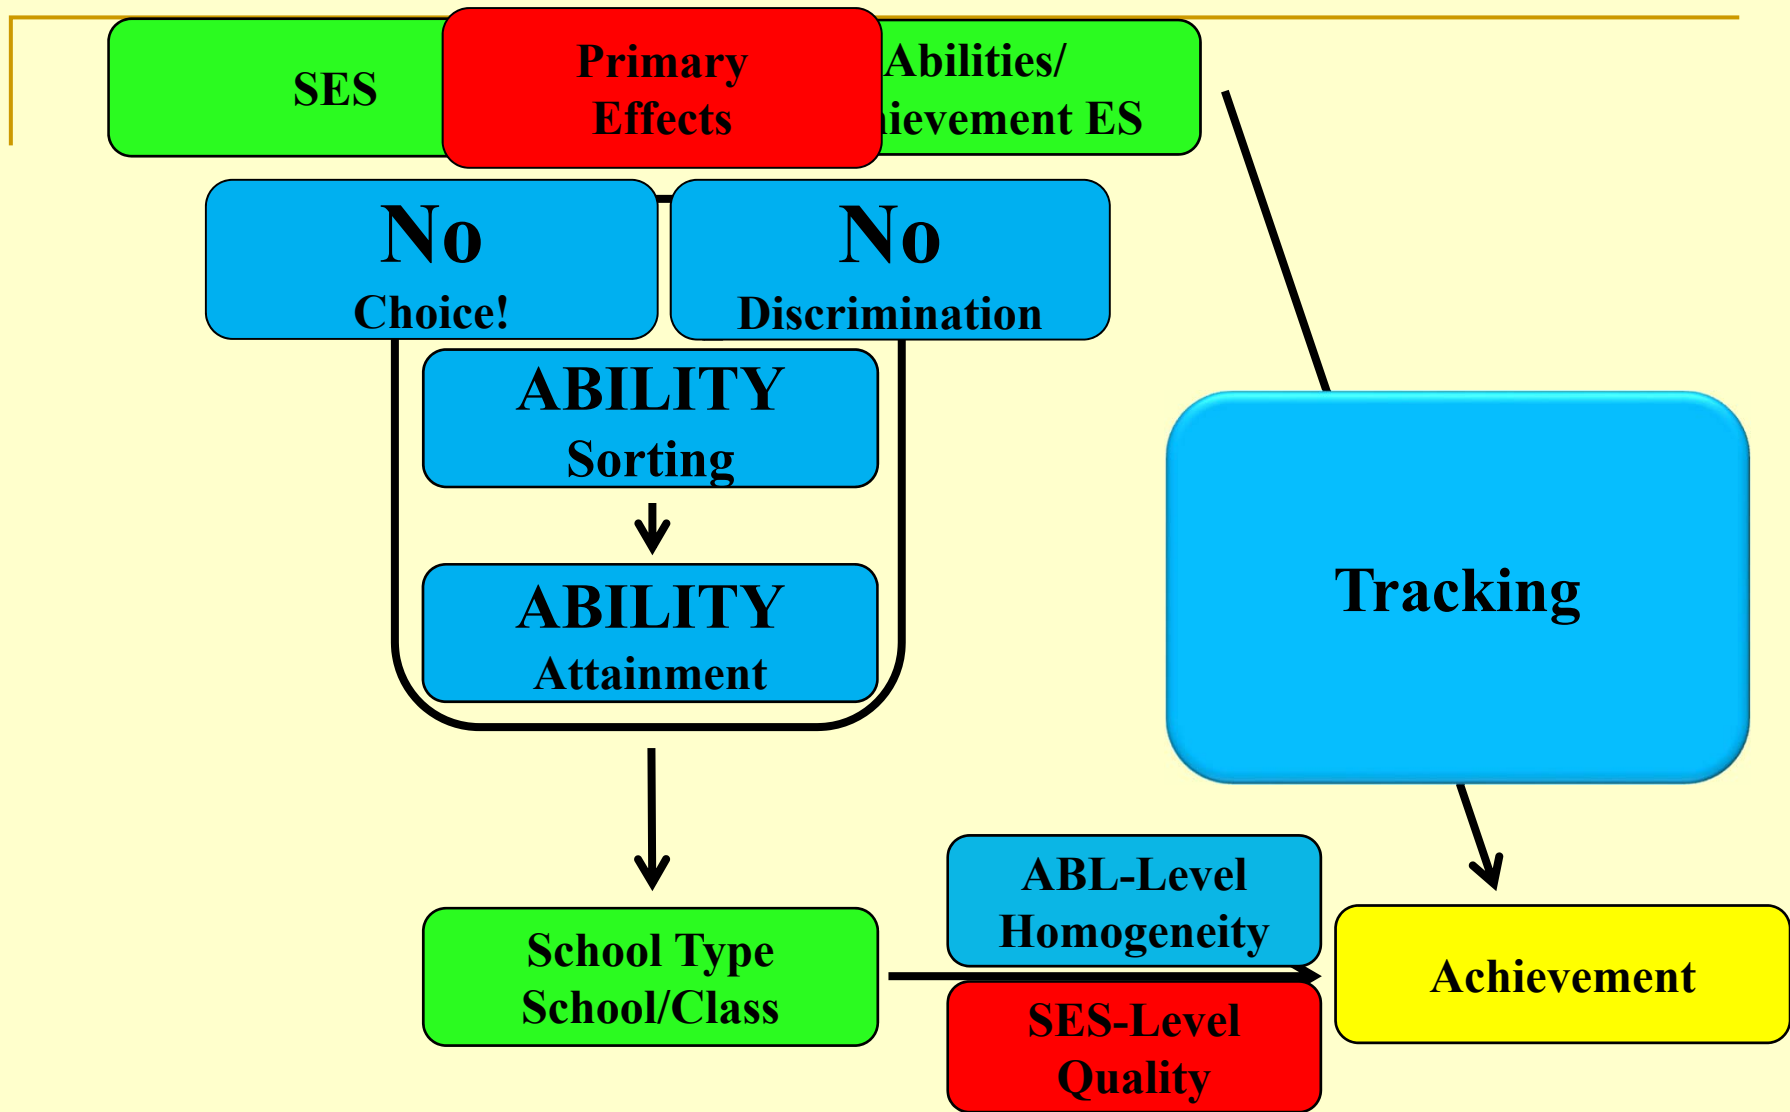 SES
Primary
Effects
Abilities/
ievement ES
No
Choice!
No
Discrimination
ABILITY
Sorting
ABILITY
Attainment
Tracking
ABL-Level
Homogeneity
School Type
School/Class
Achievement
SES-Level
Quality